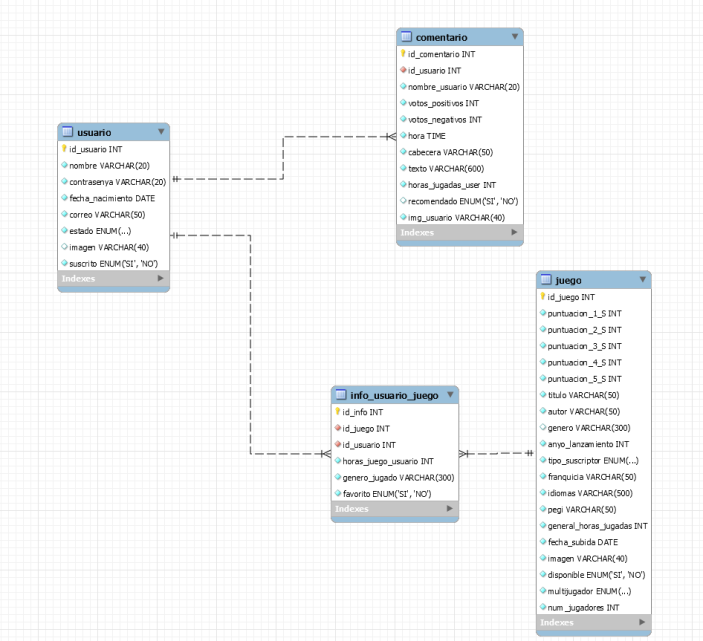 comentario
id_comentario INT
id_usuario INT
nombre_usuario VARCHAR(20)
votos_positivos INT
votos_negativos INT
hora TIME
cabecera VARCHAR(50)
texto VARCHAR(600)
horas_jugadas_user INT
recomendado ENUM('SI', 'NO')
img_usuario VARCHAR(40)
Indexes
usuario
id_usuario INT
nombre VARCHAR(20)
contrasenya VARCHAR(20)
fecha_nacimiento DATE
correo VARCHAR(50)
estado ENUM(...)
imagen VARCHAR(40)
suscrito ENUM('SI', 'NO')
Indexes
juego
id_juego INT
puntuacion_1_S INT
puntuacion_2_S INT
puntuacion_3_S INT
puntuacion_4_S INT
puntuacion_5_S INT
titulo VARCHAR(50)
autor VARCHAR(50)
genero VARCHAR(300)
anyo_lanzamiento INT
tipo_suscriptor ENUM(...)
franquicia VARCHAR(50)
idiomas VARCHAR(500)
pegi VARCHAR(50)
general_horas_jugadas INT
fecha_subida DATE
imagen VARCHAR(40)
disponible ENUM('SI', 'NO')
multijugador ENUM(...)
num_jugadores INT
Indexes
info_usuario_juego
id_info INT
id_juego INT
id_usuario INT
horas_juego_usuario INT
genero_jugado VARCHAR(300)
favorito ENUM('SI', 'NO')
Indexes